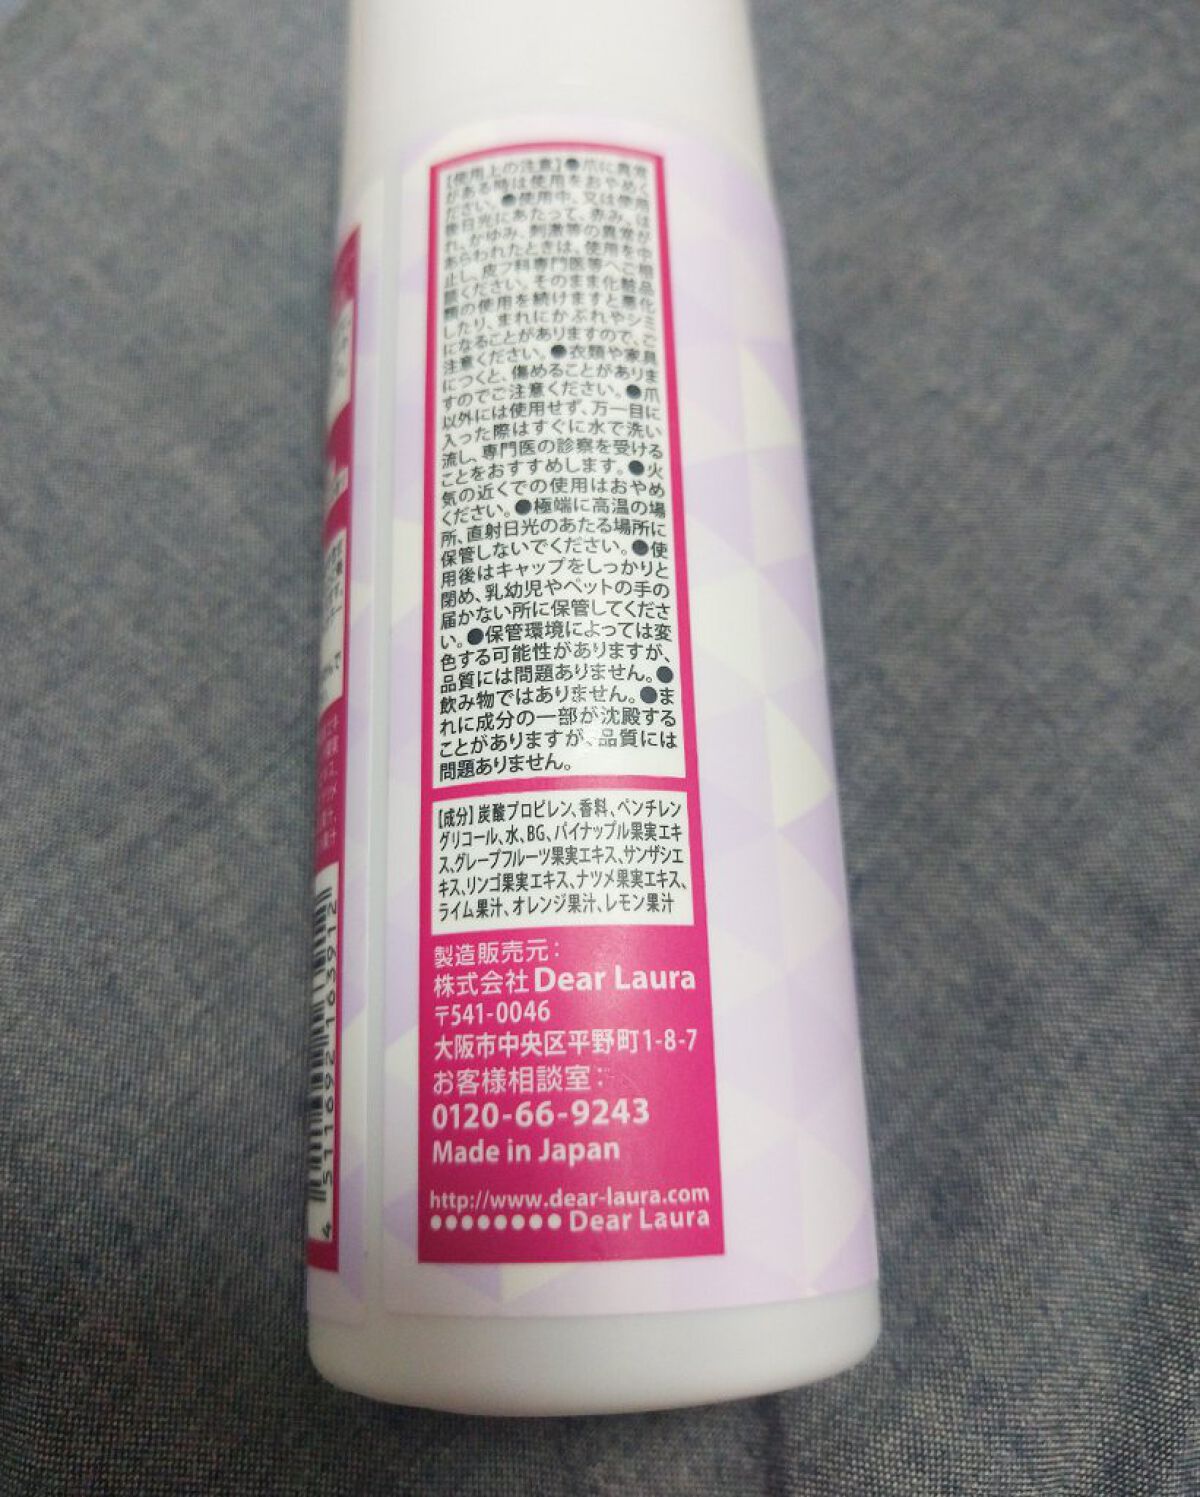 【使用上の注意】●爪に異常
がある時は使用をおやめく
ださい。●使用中、又は使用
後日光にあたって、赤み、は
れ、かゆみ、刺激等の異常が
あらわれたときは、使用を中
止し、皮フ科専門医等へご相
談ください。そのまま化粧品
類の使用を続けますと悪化
したり、まれにかぶれやシミ
になることがありますので、ご
注意ください。●衣類や家具
につくと、傷めることがありま
すのでご注意ください。●爪
以外には使用せず、万一目に
入った際はすぐに水で洗い
流し、専門医の診察を受ける
ことをおすすめします。●火
気の近くでの使用はおやめ
ください。●極端に高温の場
所、直射日光のあたる場所に
保管しないでください。●使
用後はキャップをしっかりと
閉め、乳幼児やペットの手の
届かない所に保管してくださ
い。●保管環境によっては変
色する可能性がありますが、
品質には問題ありません。●
飲み物ではありません。●ま
れに成分の一部が沈殿する
ことがありますが、品質には
問題ありません。
【成分】炭酸プロピレン、香料、ペンチレン
グリコール、水、BG、パイナップル果実エキ
ス、グレープフルーツ果実エキス、サンザシエ
キス、リンゴ果実エキス、ナツメ果実エキス、
ライム果汁、オレンジ果汁、レモン果汁
製造販売元：
株式会社 Dear Laura
〒541-0046
大阪市中央区平野町1-8-7
お客様相談室：
0120-66-9243
Made in Japan
http://www.dear-laura.com
●●●●●●●● Dear Laura